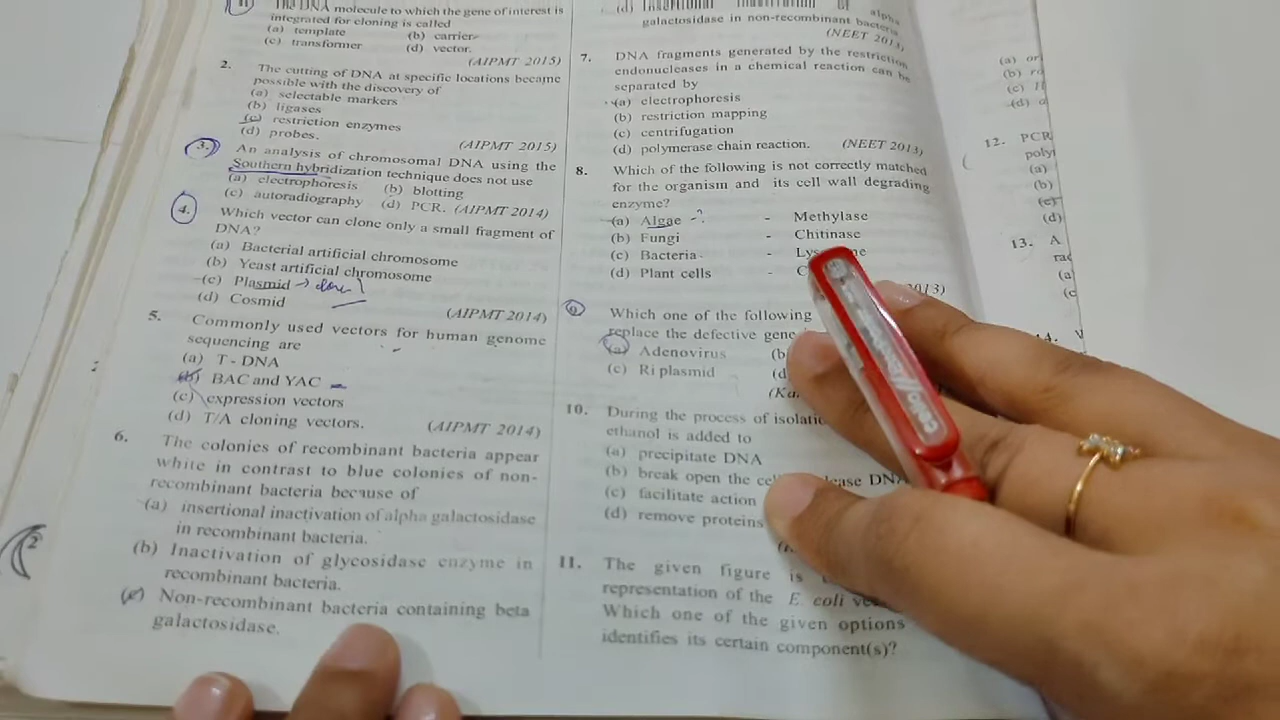 The DNA molecule to which the gene of interest is
integrated for cloning is called
(a) template (b) carrier
(c) transformer (d) vector.
(AIPMT 2015)
2. The cutting of DNA at specific locations became
possible with the discovery of
(a) selectable markers
(b) ligases
(c) restriction enzymes
(d) probes.
(AIPMT 2015)
3. An analysis of chromosomal DNA using the
Southern hybridization technique does not use
(a) electrophoresis (b) blotting
(c) autoradiography (d) PCR. (AIPMT 2014)
4. Which vector can clone only a small fragment of
DNA?
(a) Bacterial artificial chromosome
(b) Yeast artificial chromosome
(c) Plasmid
(d) Cosmid
(AIPMT 2014)
5. Commonly used vectors for human genome
sequencing are
(a) T - DNA
(b) BAC and YAC
(c) expression vectors
(d) T/A cloning vectors. (AIPMT 2014)
6. The colonies of recombinant bacteria appear
white in contrast to blue colonies of non-
recombinant bacteria because of
(a) insertional inactivation of alpha galactosidase
in recombinant bacteria.
(b) Inactivation of glycosidase enzyme in
recombinant bacteria.
(c) Non-recombinant bacteria containing beta
galactosidase.
2
(d) alpha
galactosidase in non-recombinant bacteria
(NEET 2013)
7. DNA fragments generated by the restriction
endonucleases in a chemical reaction can be
separated by
(a) electrophoresis
(b) restriction mapping
(c) centrifugation
(d) polymerase chain reaction. (NEET 2013)
8. Which of the following is not correctly matched
for the organism and its cell wall degrading
enzyme?
(a) Algae -? - Methylase
(b) Fungi - Chitinase
(c) Bacteria -
(d) Plant cells -
2013)
9. Which one of the following
replace the defective gene
(a) Adenovirus (b
(c) Ri plasmid (d
10. During the process of
ethanol is added to
(a) precipitate DNA
(b) break open the DNA
(c) facilitate action
(d) remove proteins
11. The given figure is
representation of the E. coli
Which one of the given options
identifies its certain component(s)?
cello
(a)
(b)
(c)
(d)
12. PCR
(a)
(b)
(c)
(d)
13. A
(a
(c
14.